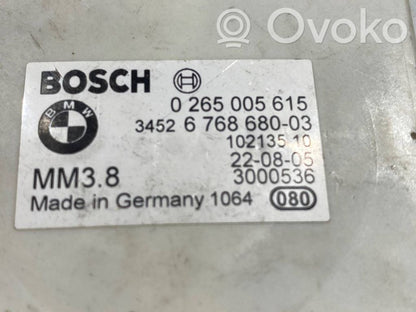 Ovoko
BOSCH
BMW
0 265 005 615
3452 6 768 680-03
102135 10
22-08-05
MM3.8
3000536
Made in Germany 1064
080